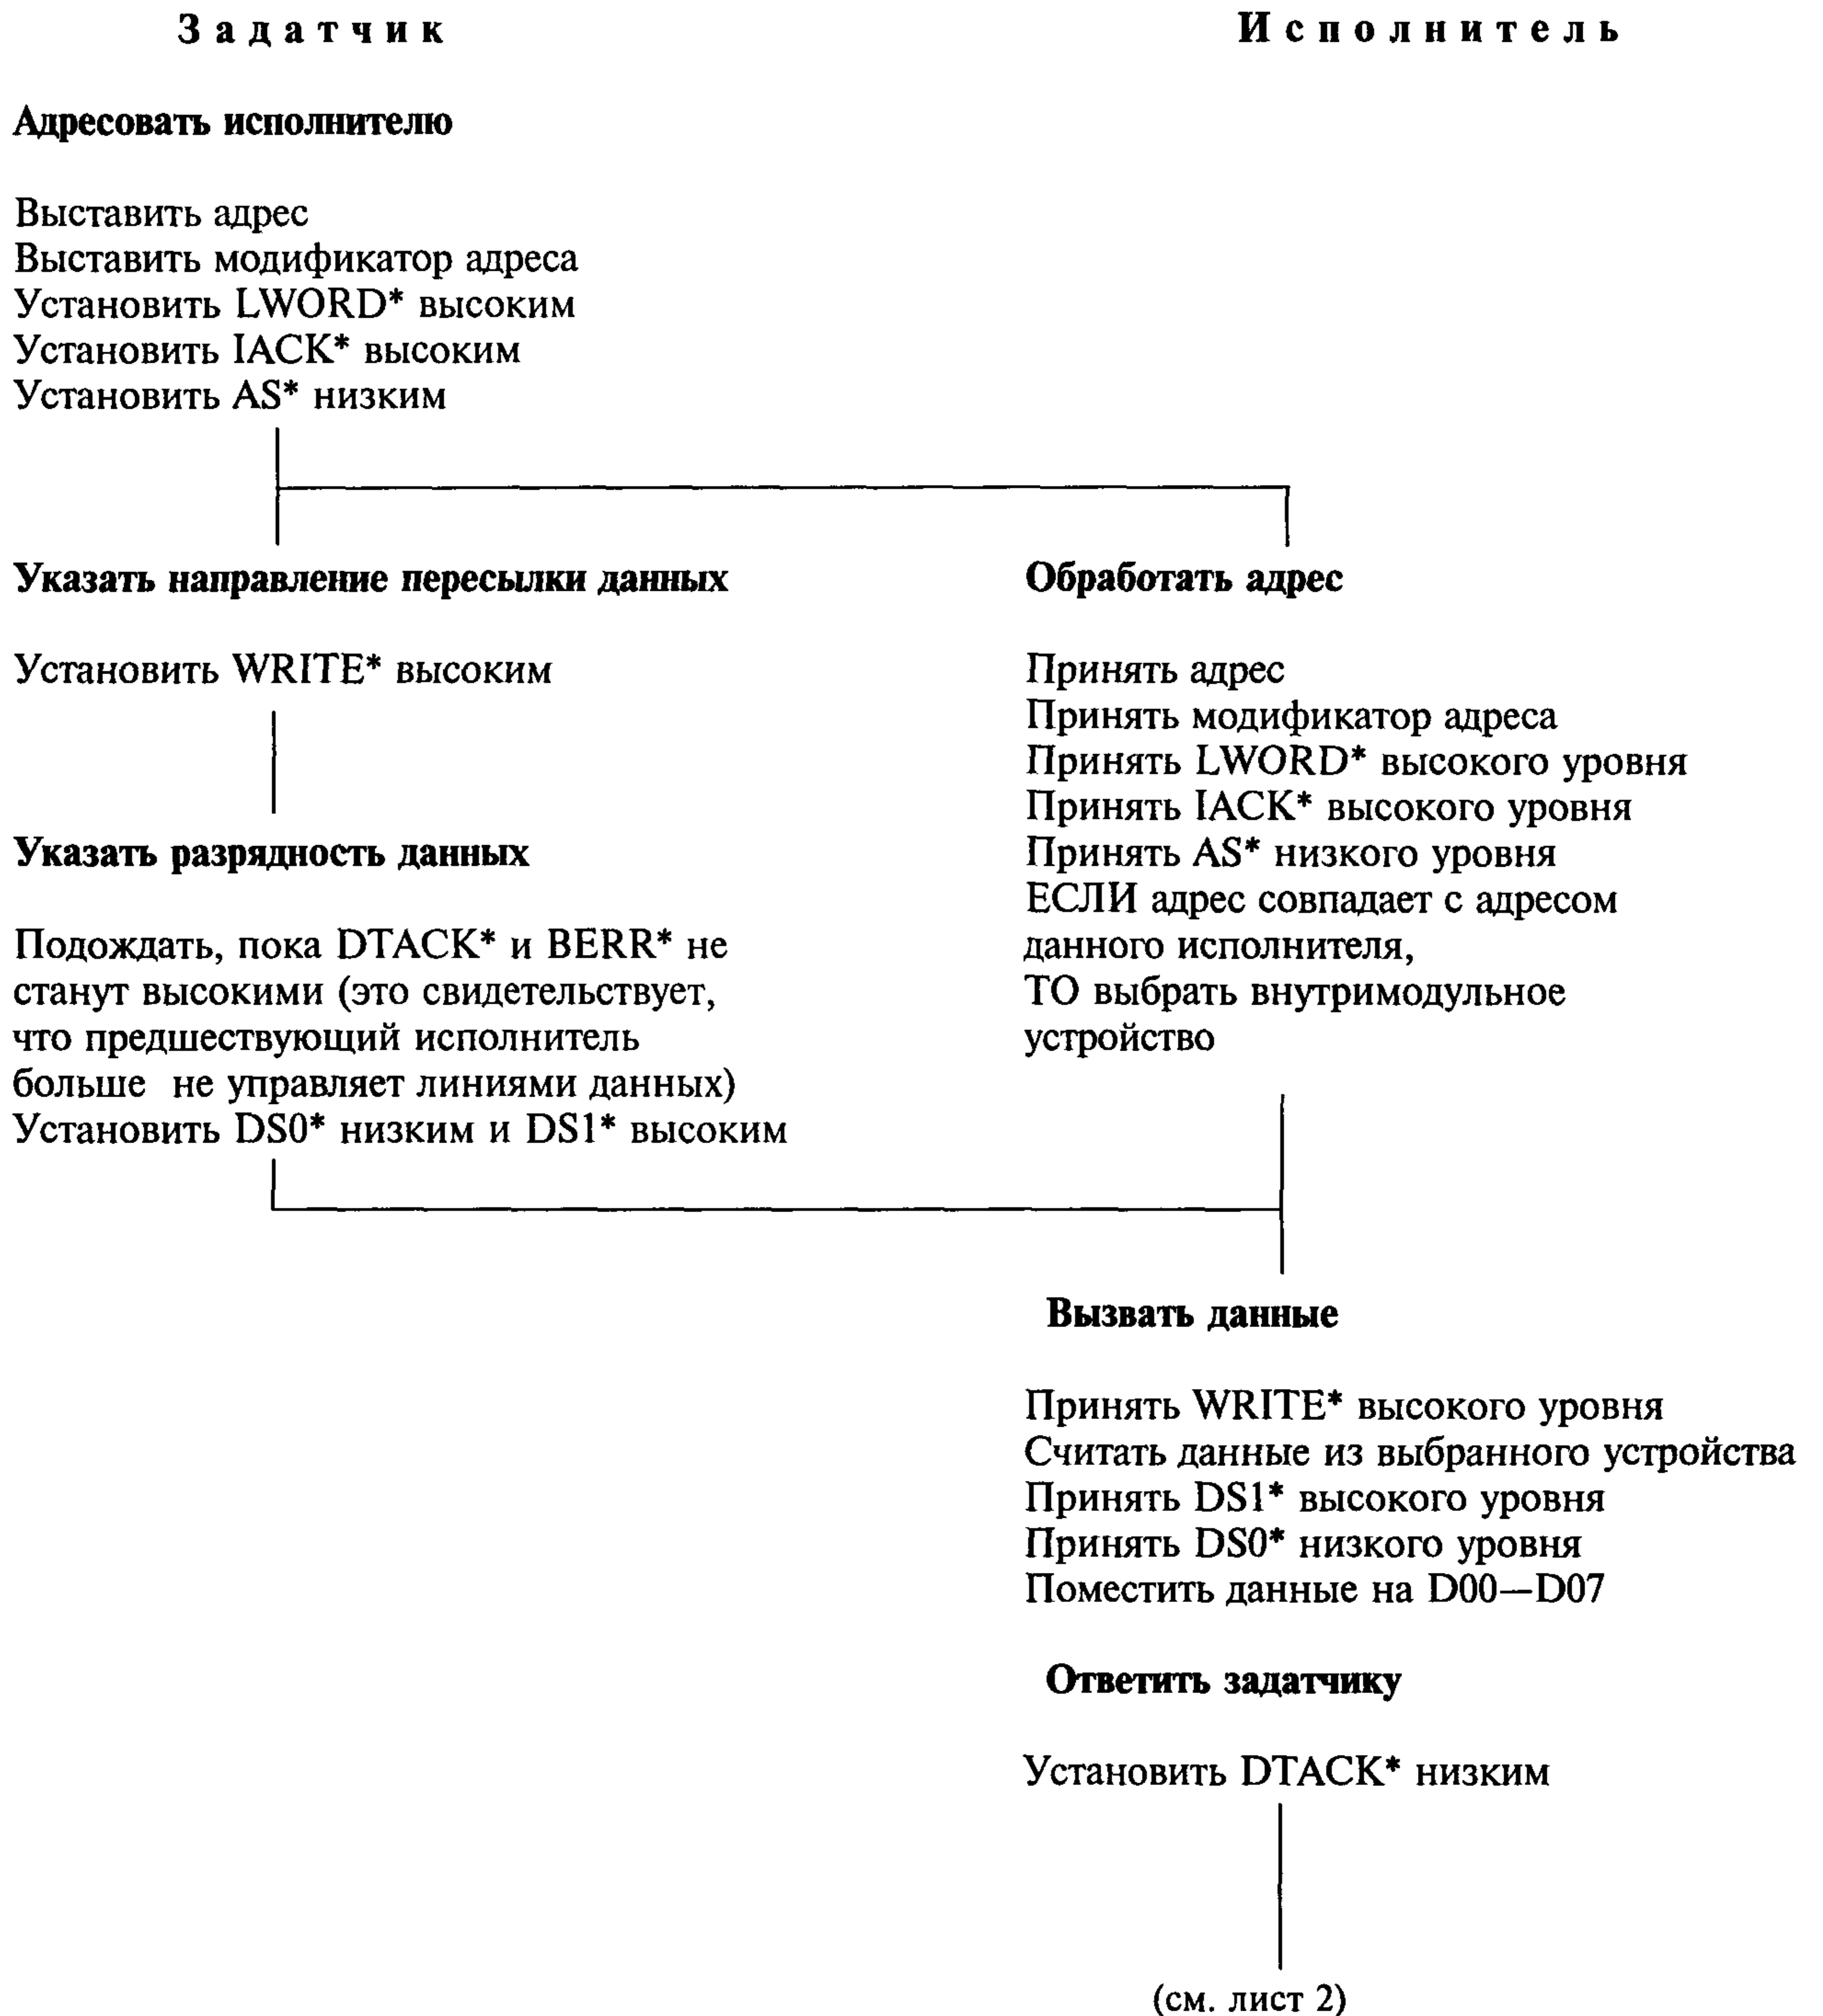 Задатчик
Исполнитель
Адресовать исполнителю
Выставить адрес
Выставить модификатор адреса
Установить LWORD* высоким
Установить IACK* высоким
Установить AS* низким
Указать направление пересылки данных
Установить WRITE* высоким
Указать разрядность данных
Подождать, пока DTACK* и BERR* не
станут высокими (это свидетельствует,
что предшествующий исполнитель
больше не управляет линиями данных)
Установить DS0* низким и DS1* высоким
Обработать адрес
Принять адрес
Принять модификатор адреса
Принять LWORD* высокого уровня
Принять IACK* высокого уровня
Принять AS* низкого уровня
ЕСЛИ адрес совпадает с адресом
данного исполнителя,
ТО выбрать внутримодульное
устройство
Вызвать данные
Принять WRITE* высокого уровня
Считать данные из выбранного устройства
Принять DS1* высокого уровня
Принять DS0* низкого уровня
Поместить данные на D00—D07
Ответить задатчику
Установить DTACK* низким
(см. лист 2)